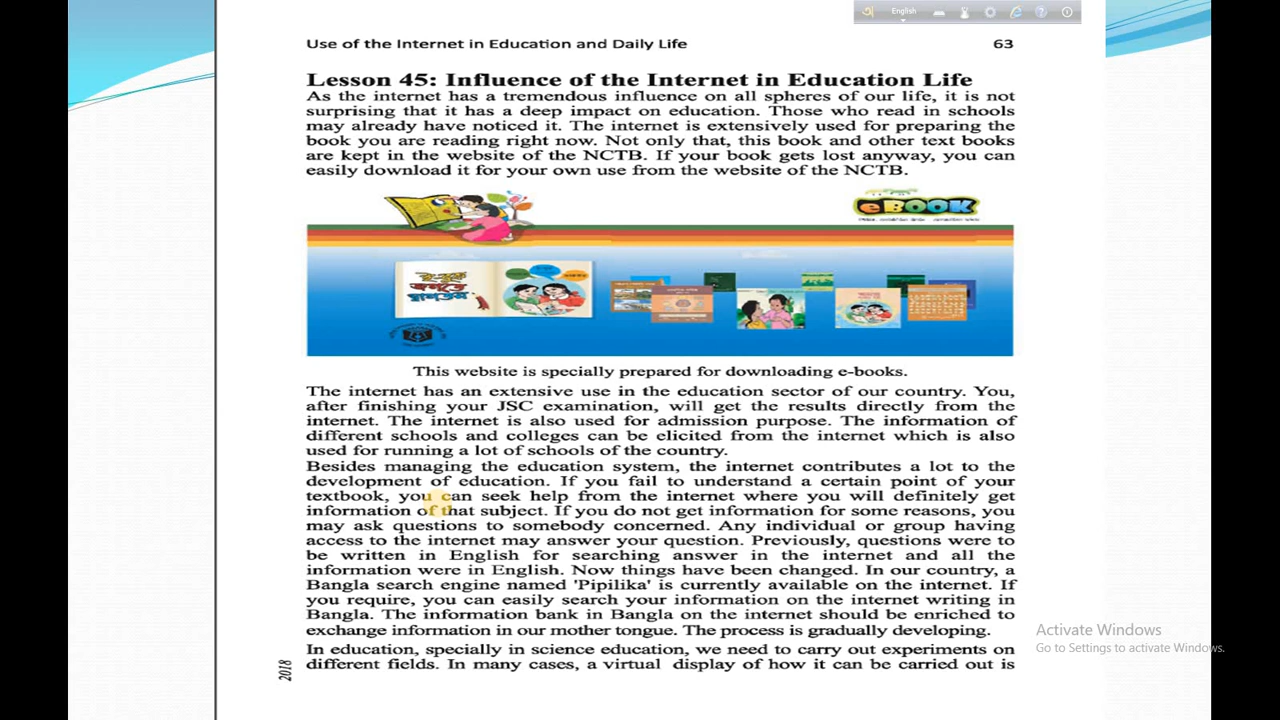 English
Use of the Internet in Education and Daily Life 63
Lesson 45: Influence of the Internet in Education Life
As the internet has a tremendous influence on all spheres of our life, it is not
surprising that it has a deep impact on education. Those who read in schools
may already have noticed it. The internet is extensively used for preparing the
book you are reading right now. Not only that, this book and other text books
are kept in the website of the NCTB. If your book gets lost anyway, you can
easily download it for your own use from the website of the NCTB.
eBOOK
ই-বুক
জগতে
স্বাগতম
This website is specially prepared for downloading e-books.
The internet has an extensive use in the education sector of our country. You,
after finishing your JSC examination, will get the results directly from the
internet. The internet is also used for admission purpose. The information of
different schools and colleges can be elicited from the internet which is also
used for running a lot of schools of the country.
Besides managing the education system, the internet contributes a lot to the
development of education. If you fail to understand a certain point of your
textbook, you can seek help from the internet where you will definitely get
information of that subject. If you do not get information for some reasons, you
may ask questions to somebody concerned. Any individual or group having
access to the internet may answer your question. Previously, questions were to
be written in English for searching answer in the internet and all the
information were in English. Now things have been changed. In our country, a
Bangla search engine named 'Pipilika' is currently available on the internet. If
you require, you can easily search your information on the internet writing in
Bangla. The information bank in Bangla on the internet should be enriched to
exchange information in our mother tongue. The process is gradually developing.
In education, specially in science education, we need to carry out experiments on
different fields. In many cases, a virtual display of how it can be carried out is
2018
Activate Windows
Go to Settings to activate Windows.